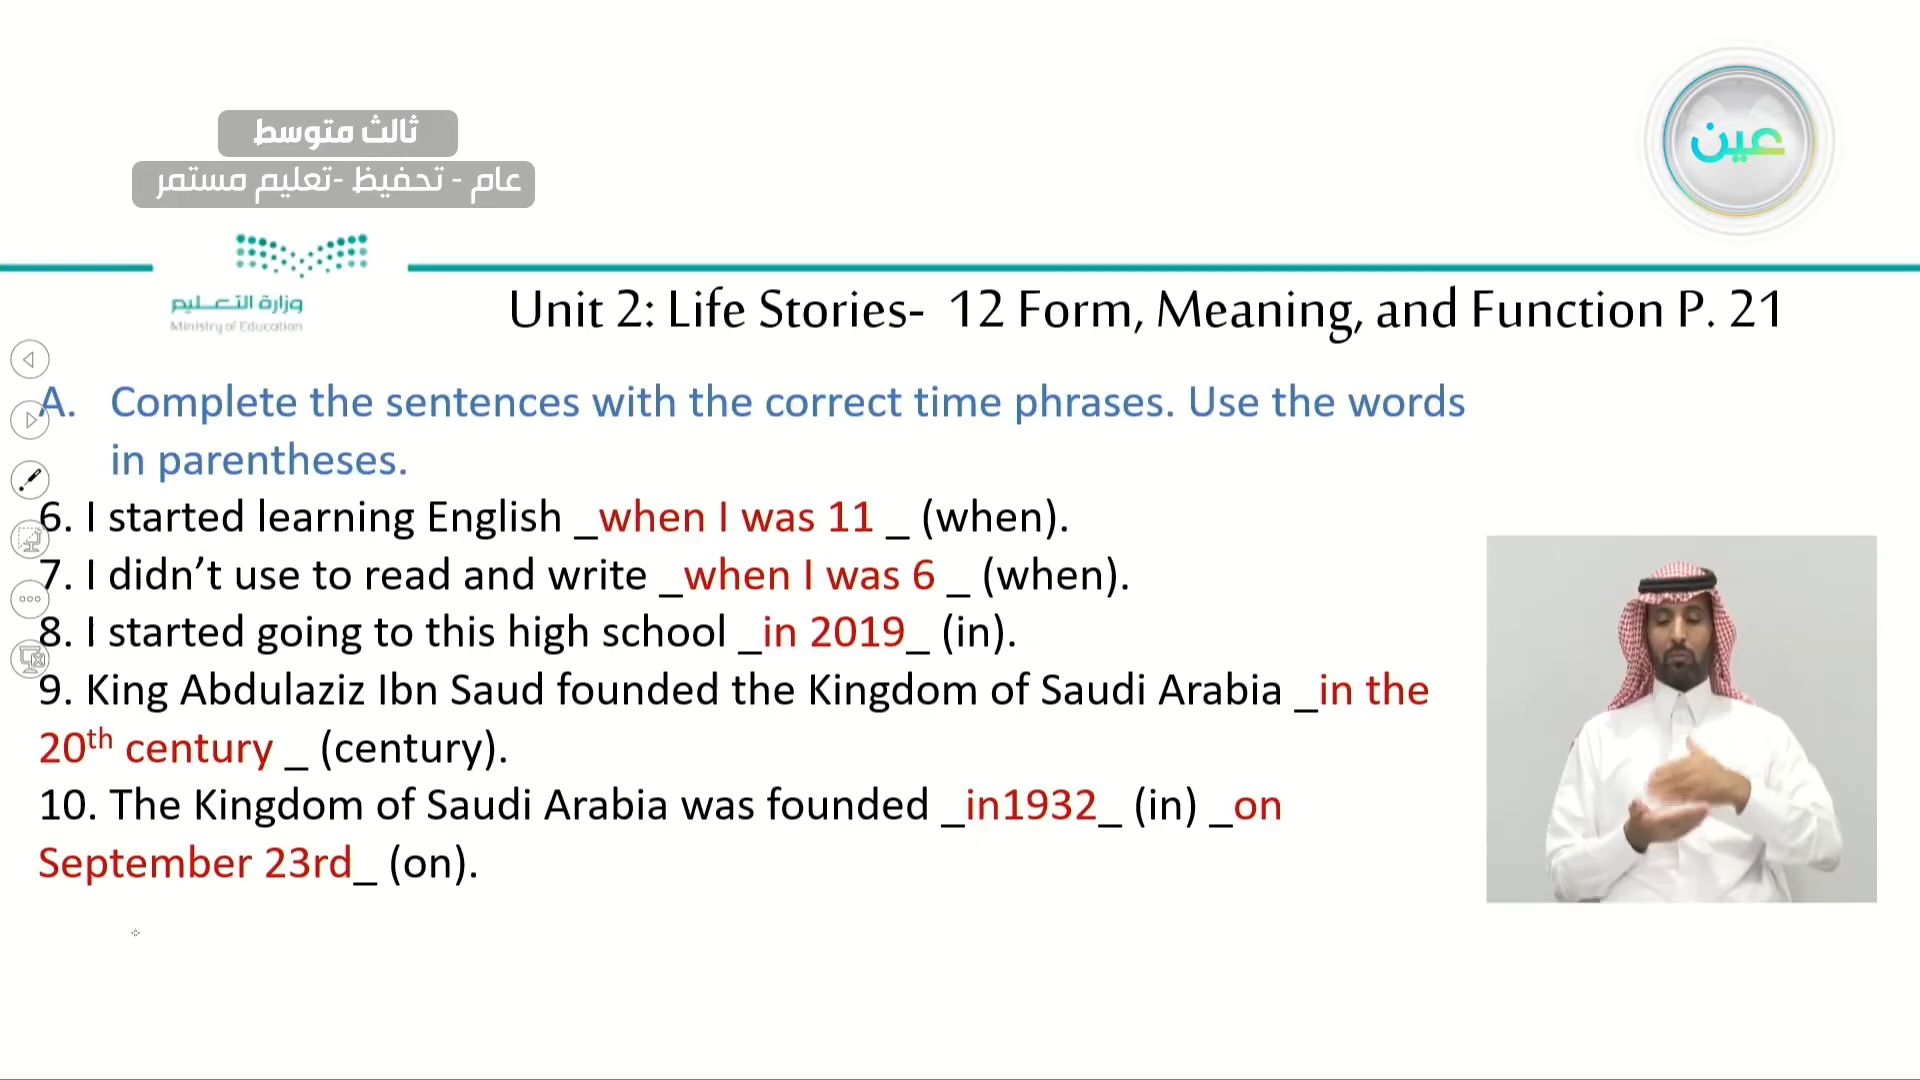 ثالث متوسط
عام - تحفيظ -تعليم مستمر
عين
وزارة التعليم
Ministry of Education
Unit 2: Life Stories- 12 Form, Meaning, and Function P. 21
A. Complete the sentences with the correct time phrases. Use the words
in parentheses.
6. I started learning English _when I was 11 _ (when).
7. I didn’t use to read and write _when I was 6 _ (when).
8. I started going to this high school _in 2019_ (in).
9. King Abdulaziz Ibn Saud founded the Kingdom of Saudi Arabia _in the
20th century _ (century).
10. The Kingdom of Saudi Arabia was founded _in1932_ (in) _on
September 23rd_ (on).